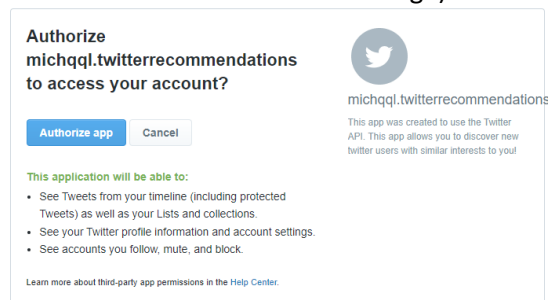 Authorize
michqql.twitterrecommendations
to access your account?
Authorize app
Cancel
This application will be able to:
• See Tweets from your timeline (including protected
Tweets) as well as your Lists and collections.
• See your Twitter profile information and account settings.
• See accounts you follow, mute, and block.
Learn more about third-party app permissions in the Help Center.
michqql.twitterrecommendations
This app was created to use the Twitter
API. This app allows you to discover new
twitter users with similar interests to you!